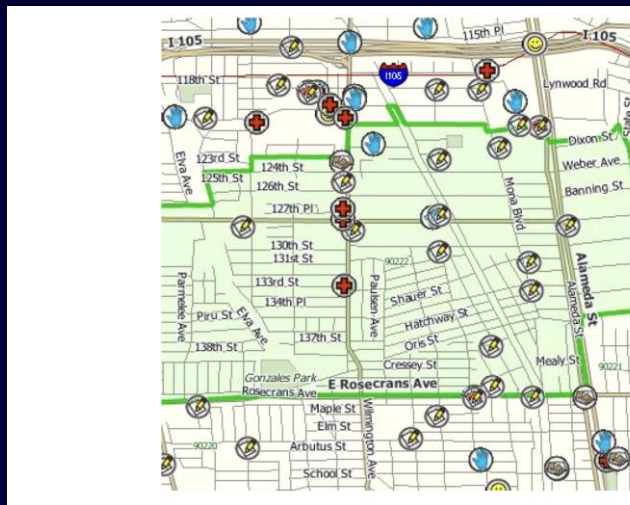 115th Pl
I 105
I 105
118th St
I105
Lynwood Rd
State St
Dixon St
123rd St
124th St
Weber Ave
Elva Ave
125th St
126th St
Banning St
127th Pl
Mona Blvd
130th St
131st St
90222
133rd St
134th Pl
Parmelee Ave
Paulsen Ave
Shauer St
Alameda St
Alameda St
Piru St
Elva Ave
Hatchway St
137th St
Oris St
138th St
Cressey St
Mealy St
90221
Gonzales Park
E Rosecrans Ave
Rosecrans Ave
Maple St
Wilmington Ave
Elm St
90220
Arbutus St
School St